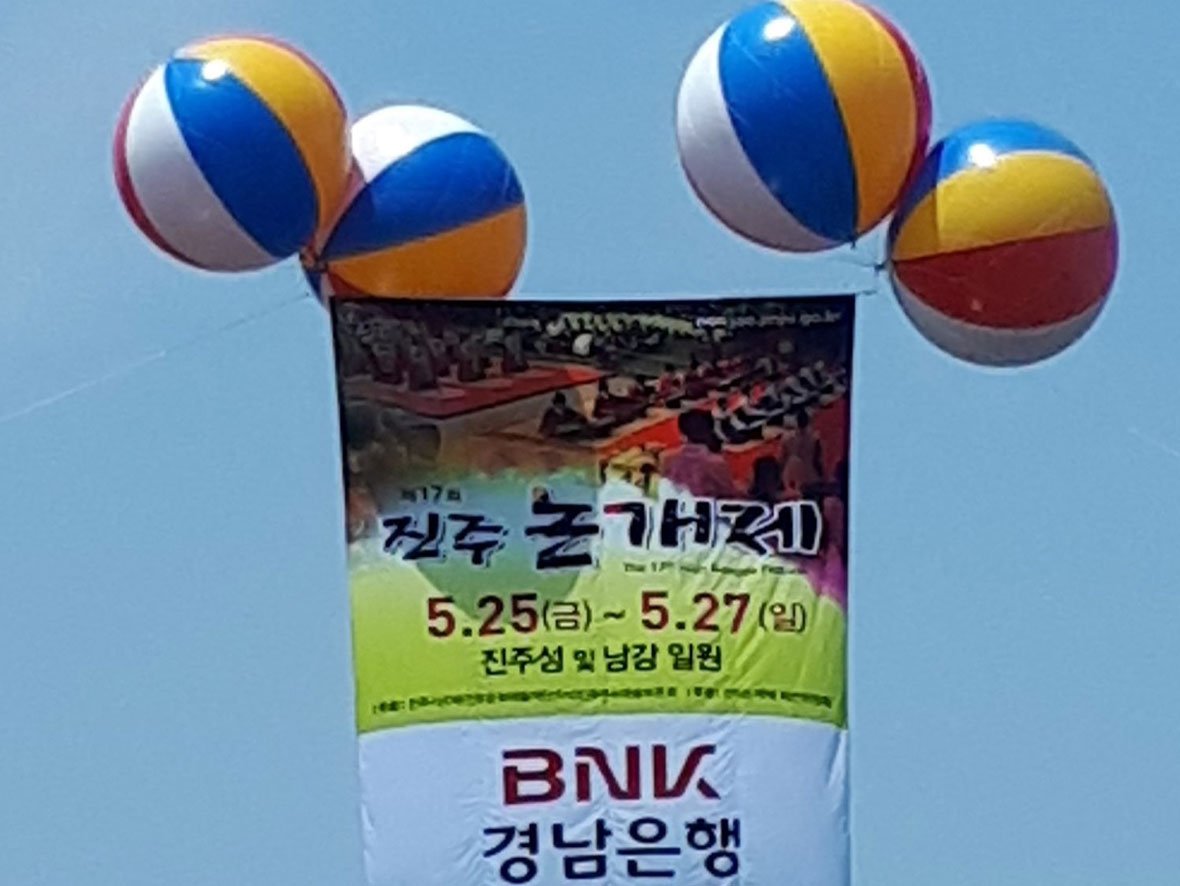 제17회
진주 논개제
5.25(금) ~ 5.27(일)
진주성 및 남강 일원
BNK
경남은행